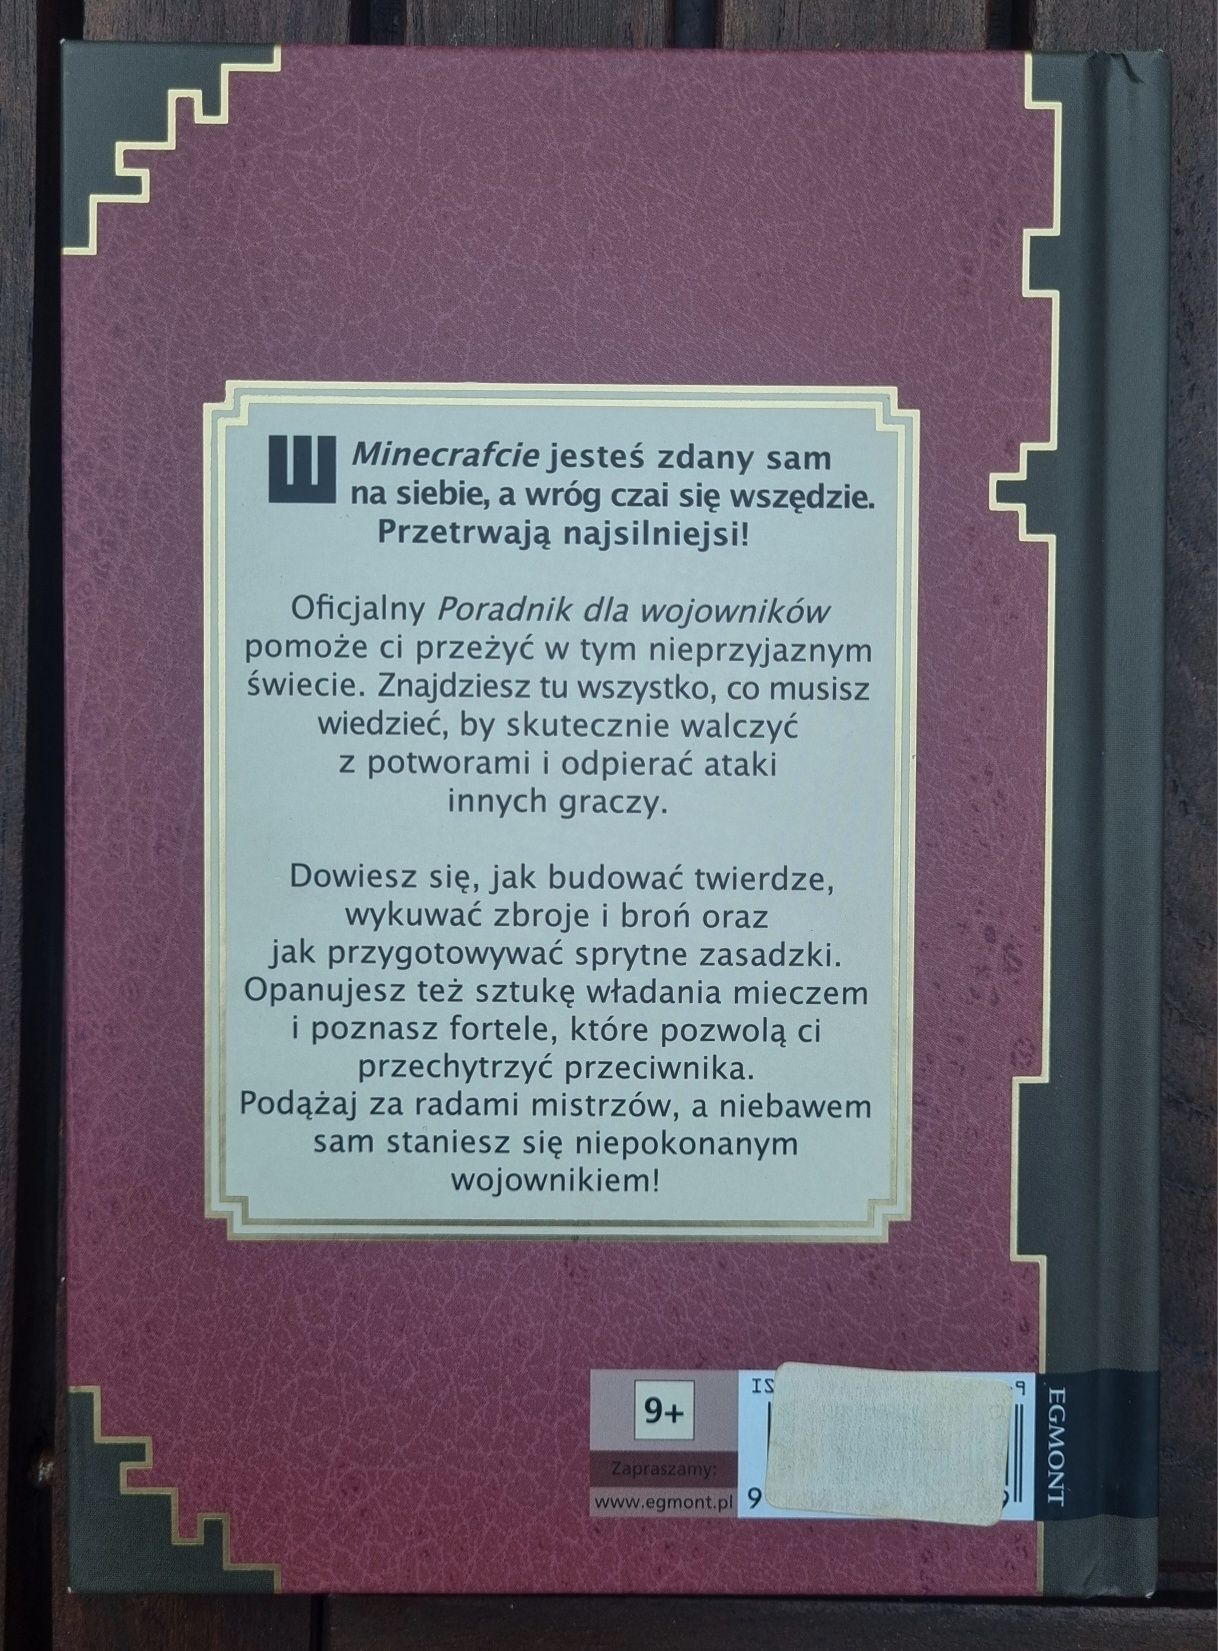 W Minecrafcie jesteś zdany sam
na siebie, a wróg czai się wszędzie.
Przetrwają najsilniejsi!
Oficjalny Poradnik dla wojowników
pomoże ci przeżyć w tym nieprzyjaznym
świecie. Znajdziesz tu wszystko, co musisz
wiedzieć, by skutecznie walczyć
z potworami i odpierać ataki
innych graczy.
Dowiesz się, jak budować twierdze,
wykuwać zbroje i broń oraz
jak przygotowywać sprytne zasadzki.
Opanujesz też sztukę władania mieczem
i poznasz fortele, które pozwolą ci
przechytrzyć przeciwnika.
Podążaj za radami mistrzów, a niebawem
sam staniesz się niepokonanym
wojownikiem!
9+
Zapraszamy:
www.egmont.pl
IS
-9
9
9
EGMONT